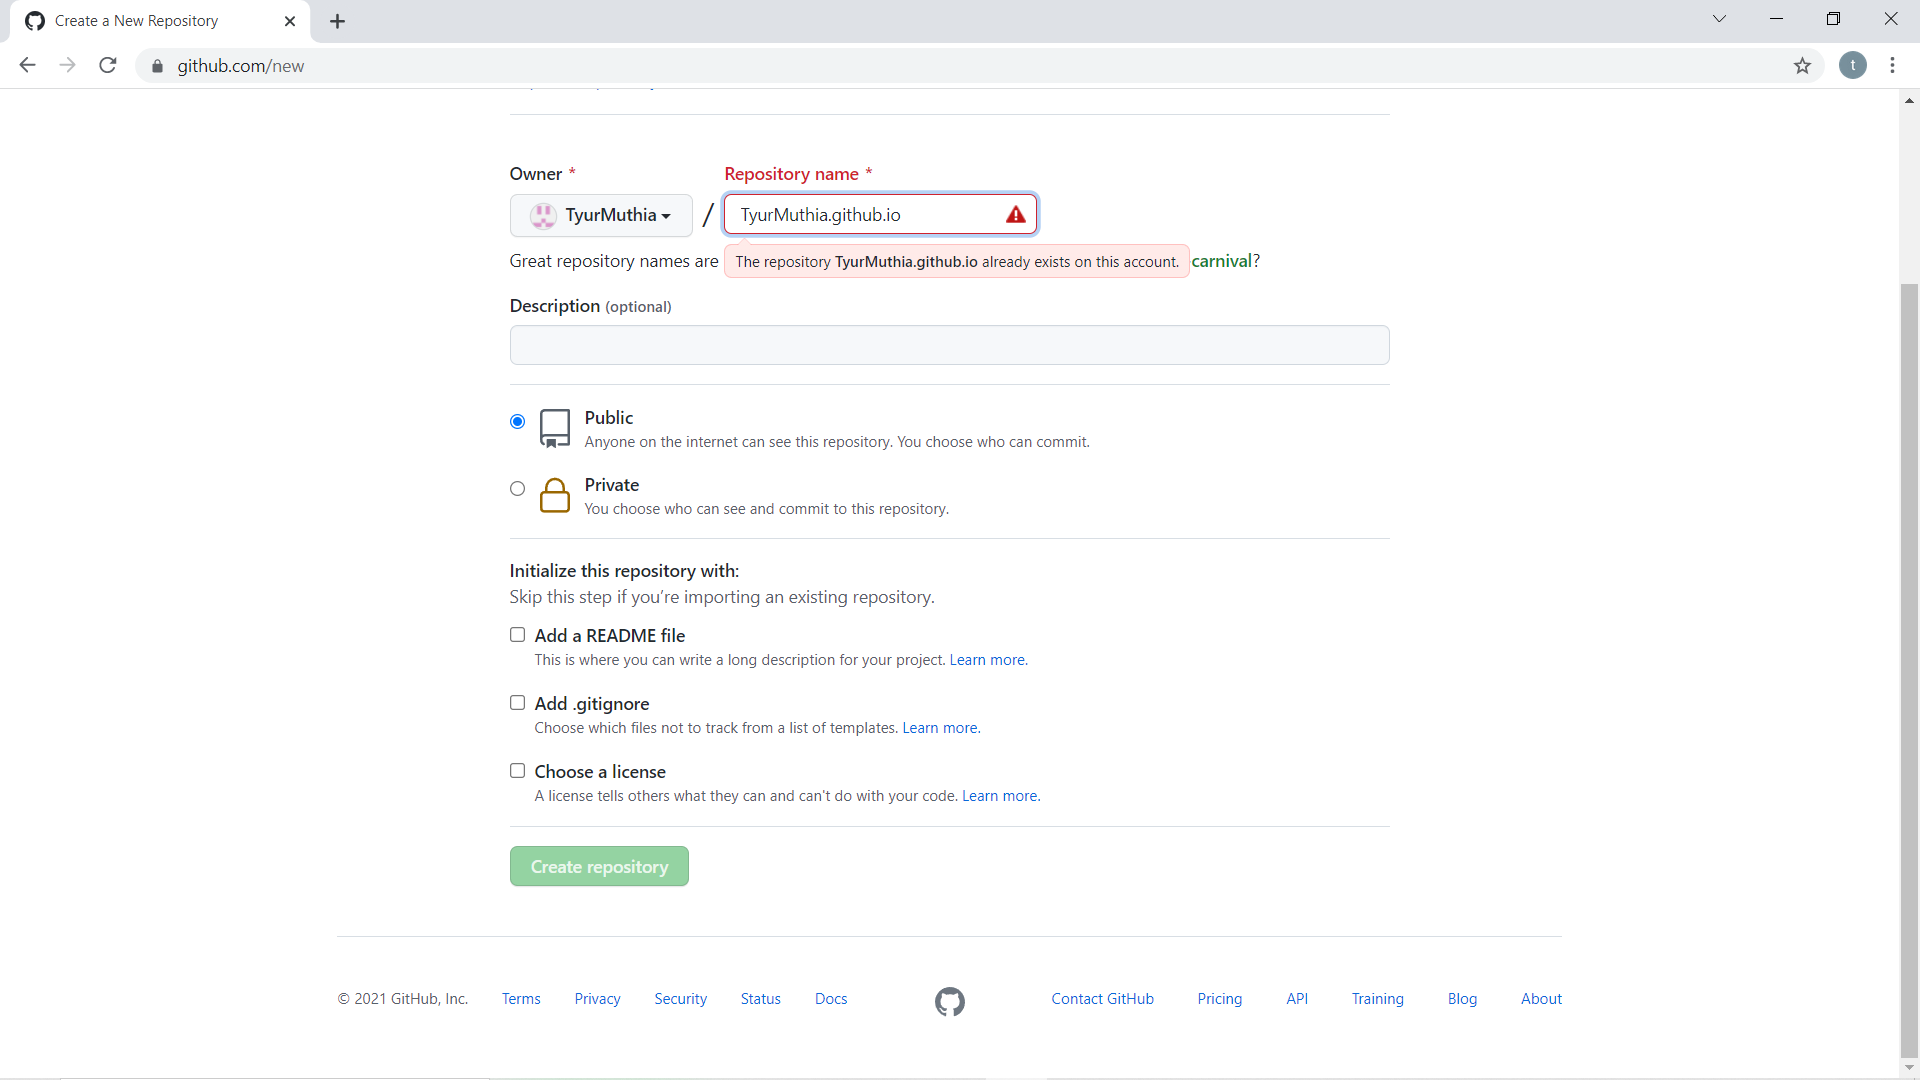 Create a New Repository
github.com/new
t
Owner *
Repository name *
TyurMuthia
/
TyurMuthia.github.io
Great repository names are
The repository TyurMuthia.github.io already exists on this account.
carnival?
Description (optional)
Public
Anyone on the internet can see this repository. You choose who can commit.
Private
You choose who can see and commit to this repository.
Initialize this repository with:
Skip this step if you’re importing an existing repository.
Add a README file
This is where you can write a long description for your project. Learn more.
Add .gitignore
Choose which files not to track from a list of templates. Learn more.
Choose a license
A license tells others what they can and can't do with your code. Learn more.
Create repository
© 2021 GitHub, Inc.
Terms
Privacy
Security
Status
Docs
Contact GitHub
Pricing
API
Training
Blog
About